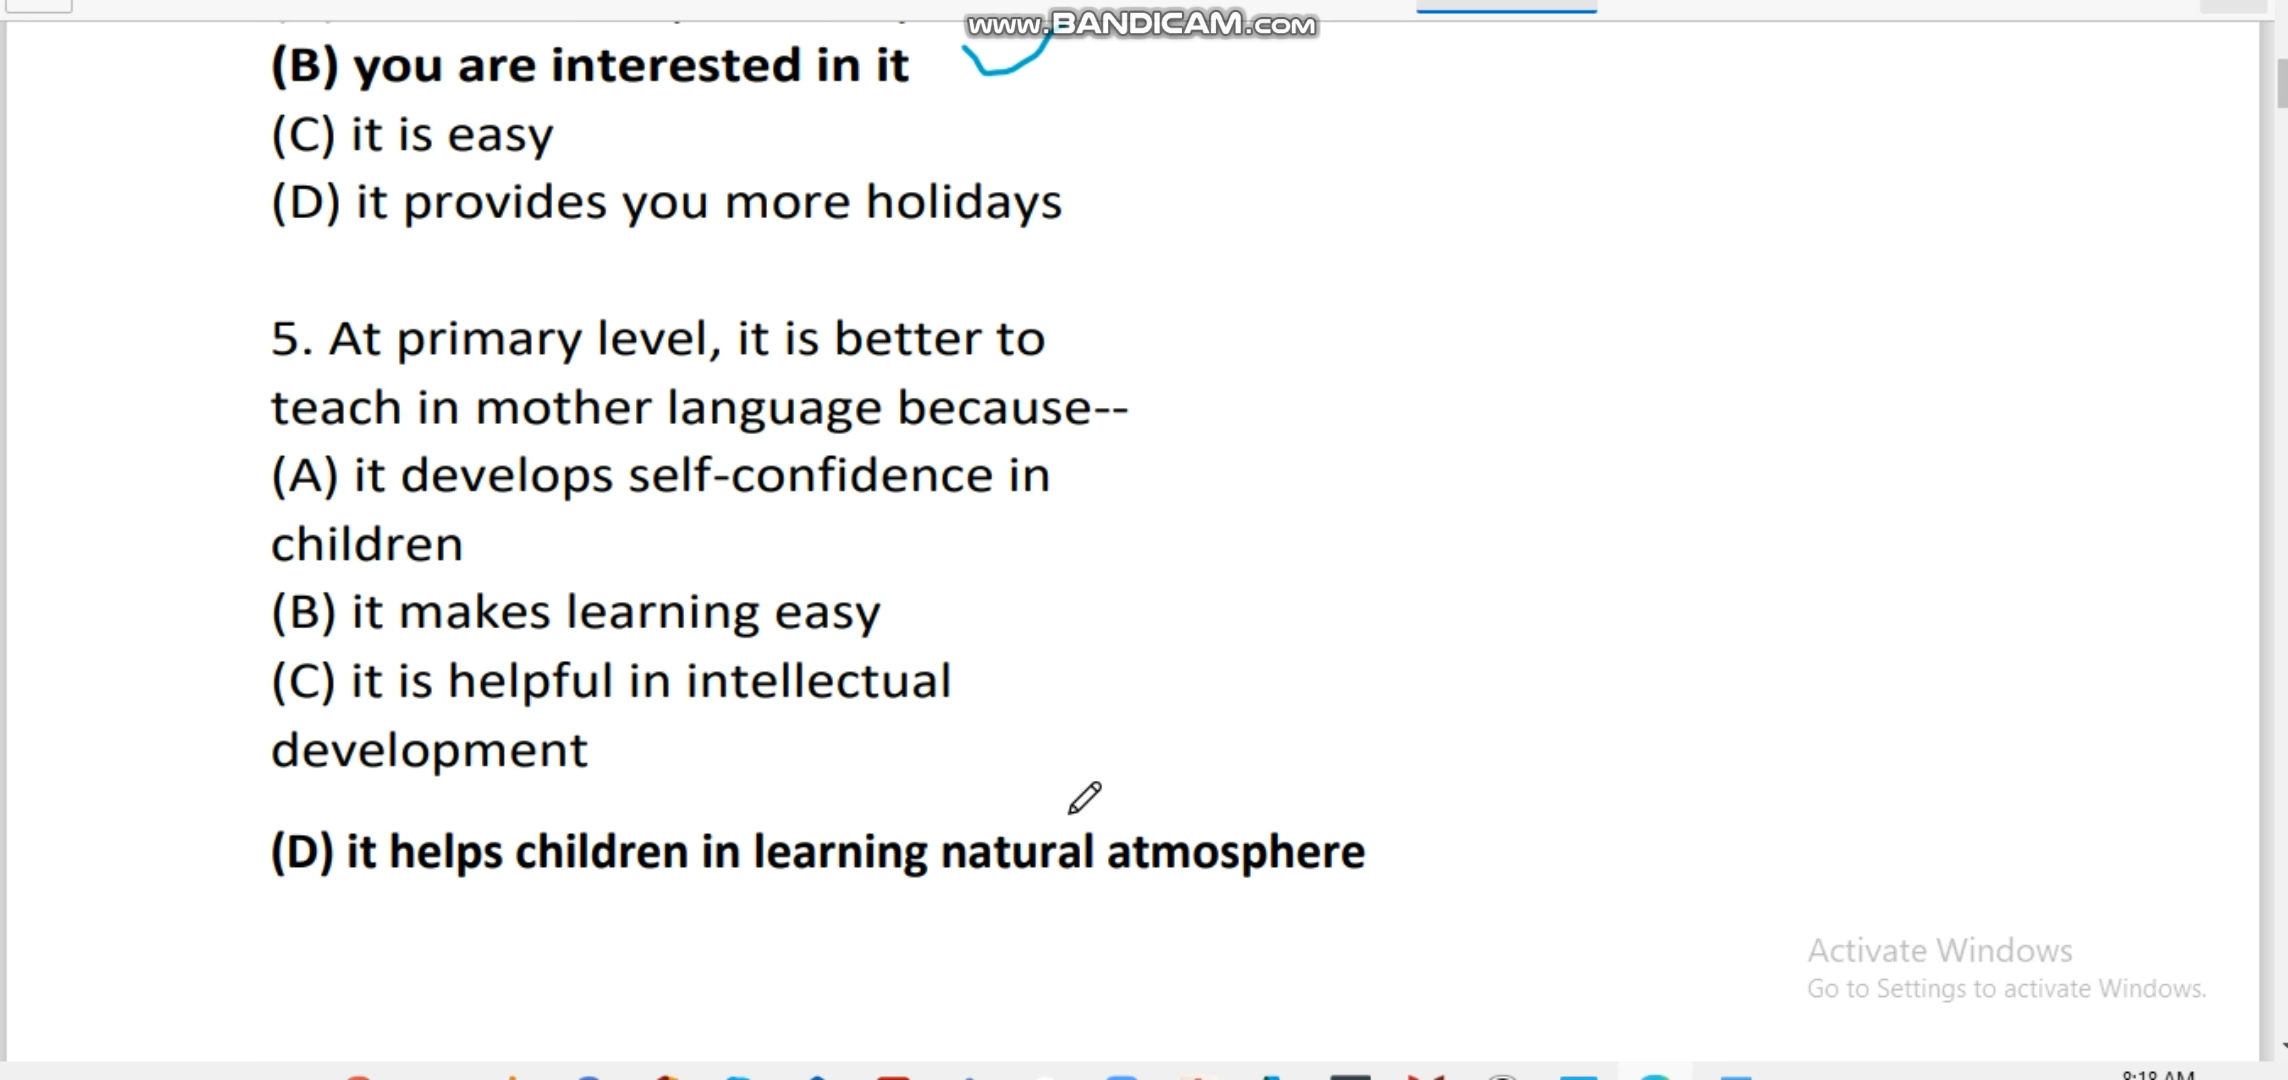 www.BANDICAM.com
(B) you are interested in it
(C) it is easy
(D) it provides you more holidays
5. At primary level, it is better to
teach in mother language because--
(A) it develops self-confidence in
children
(B) it makes learning easy
(C) it is helpful in intellectual
development
(D) it helps children in learning natural atmosphere
Activate Windows
Go to Settings to activate Windows.
8:18 AM